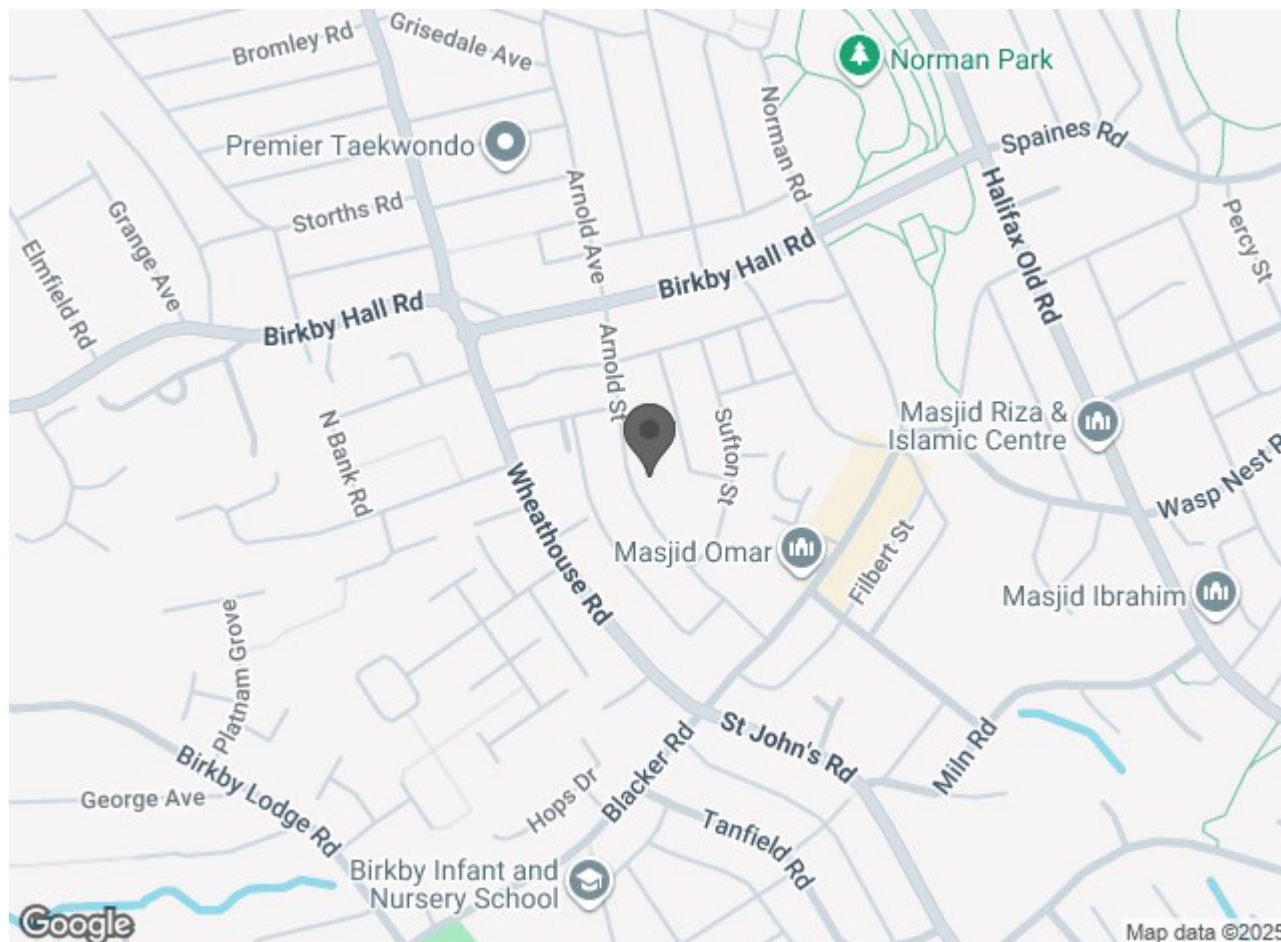 Bromley Rd
Grisedale Ave
Norman Park
Norman Rd
Spaines Rd
Premier Taekwondo
Arnold Ave
Halifax Old Rd
Storths Rd
Grange Ave
Percy St
Elmfield Rd
Birkby Hall Rd
Birkby Hall Rd
Arnold St
N Bank Rd
Sufton St
Masjid Riza &
Islamic Centre
Wheathouse Rd
Wasp Nest R
Masjid Omar
Filbert St
Masjid Ibrahim
Platnam Grove
Birkby Lodge Rd
St John's Rd
Blacker Rd
Miln Rd
George Ave
Hops Dr
Tanfield Rd
Birkby Infant and
Nursery School
Google
Map data ©2025